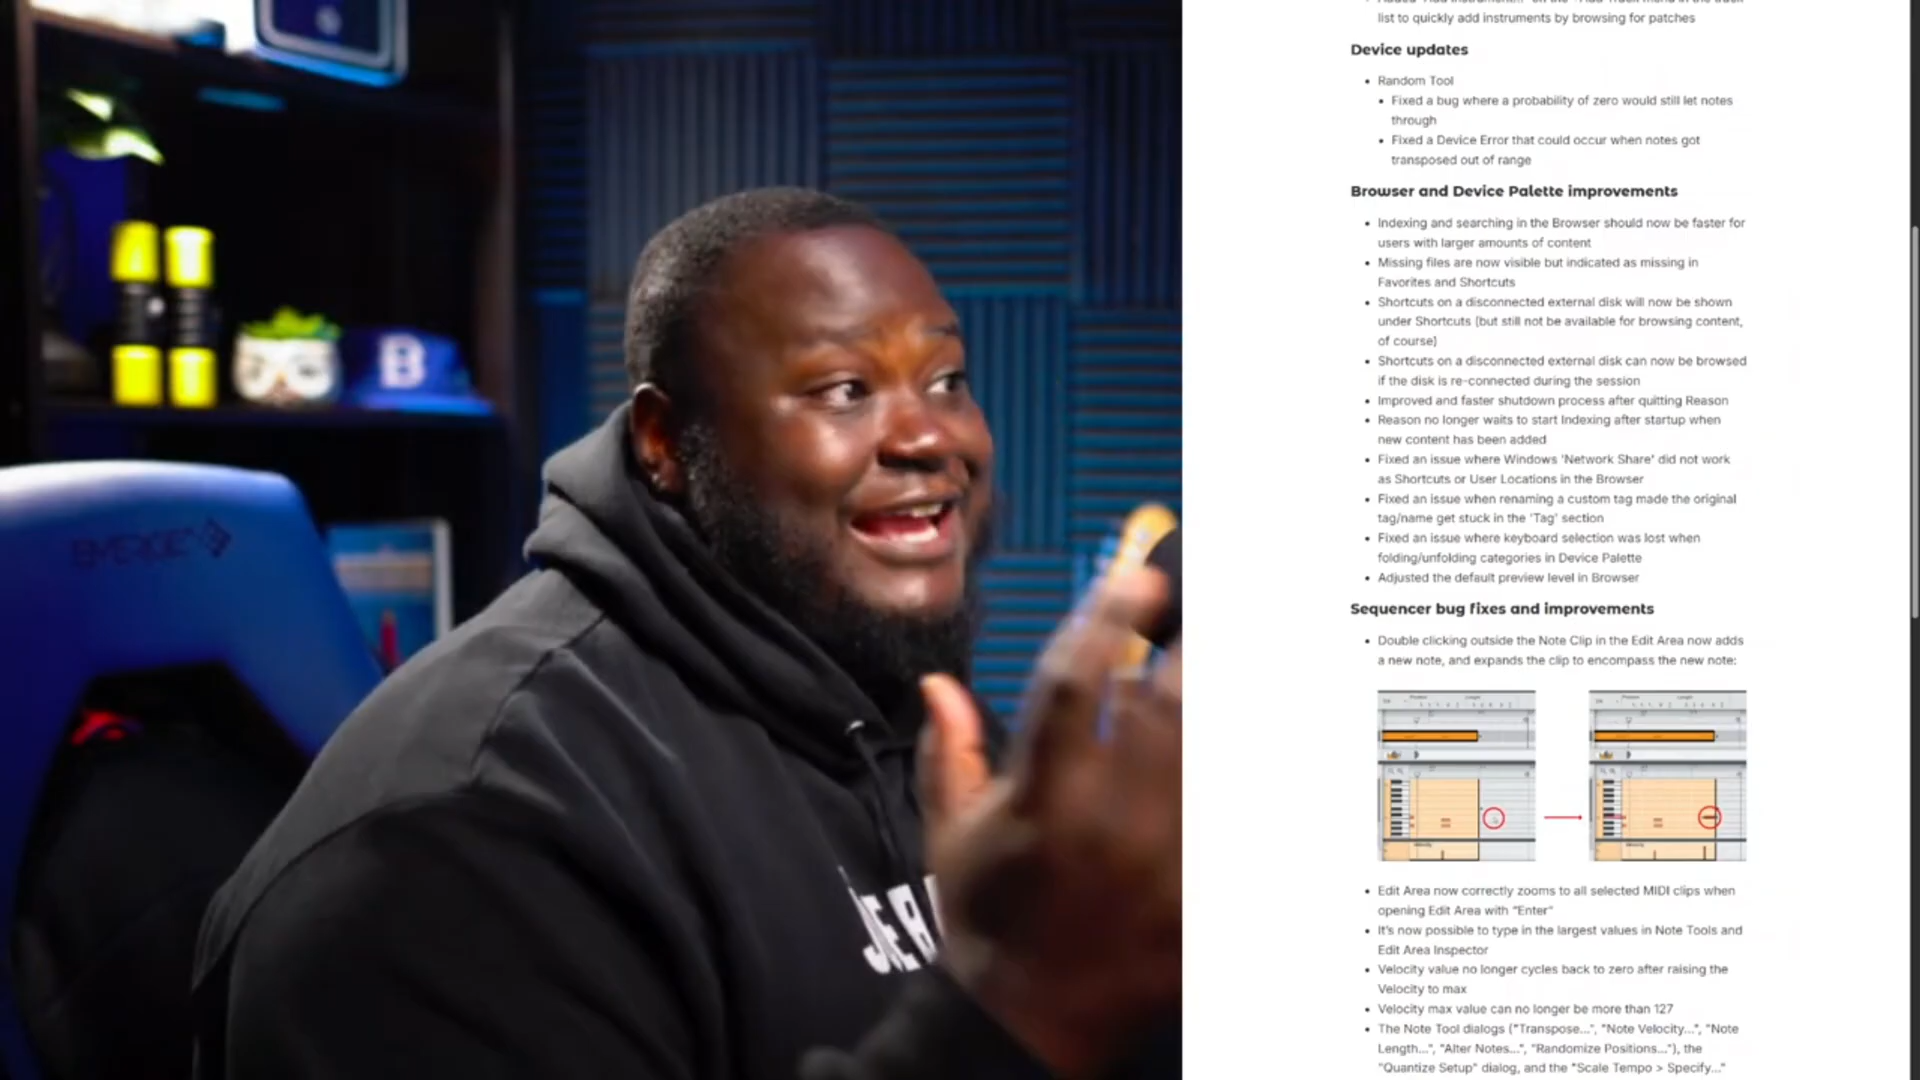 list to quickly add instruments by browsing for patches
Device updates
Random Tool
Fixed a bug where a probability of zero would still let notes
through
Fixed a Device Error that could occur when notes got
transposed out of range
Browser and Device Palette improvements
Indexing and searching in the Browser should now be faster for
users with larger amounts of content
Missing files are now visible but indicated as missing in
Favorites and Shortcuts
Shortcuts on a disconnected external disk will now be shown
under Shortcuts (but still not be available for browsing content,
of course)
Shortcuts on a disconnected external disk can now be browsed
if the disk is re-connected during the session
Improved and faster shutdown process after quitting Reason
Reason no longer waits to start Indexing after startup when
new content has been added
Fixed an issue where Windows 'Network Share' did not work
as Shortcuts or User Locations in the Browser
Fixed an issue when renaming a custom tag made the original
tag/name get stuck in the 'Tag' section
Fixed an issue where keyboard selection was lost when
folding/unfolding categories in Device Palette
Adjusted the default preview level in Browser
Sequencer bug fixes and improvements
Double clicking outside the Note Clip in the Edit Area now adds
a new note, and expands the clip to encompass the new note:
Edit Area now correctly zooms to all selected MIDI clips when
opening Edit Area with "Enter"
It's now possible to type in the largest values in Note Tools and
Edit Area Inspector
Velocity value no longer cycles back to zero after raising the
Velocity to max
Velocity max value can no longer be more than 127
The Note Tool dialogs ("Transpose...", "Note Velocity...", "Note
Length...", "Alter Notes...", "Randomize Positions..."), the
"Quantize Setup" dialog, and the "Scale Tempo > Specify..."
B
EMERGE